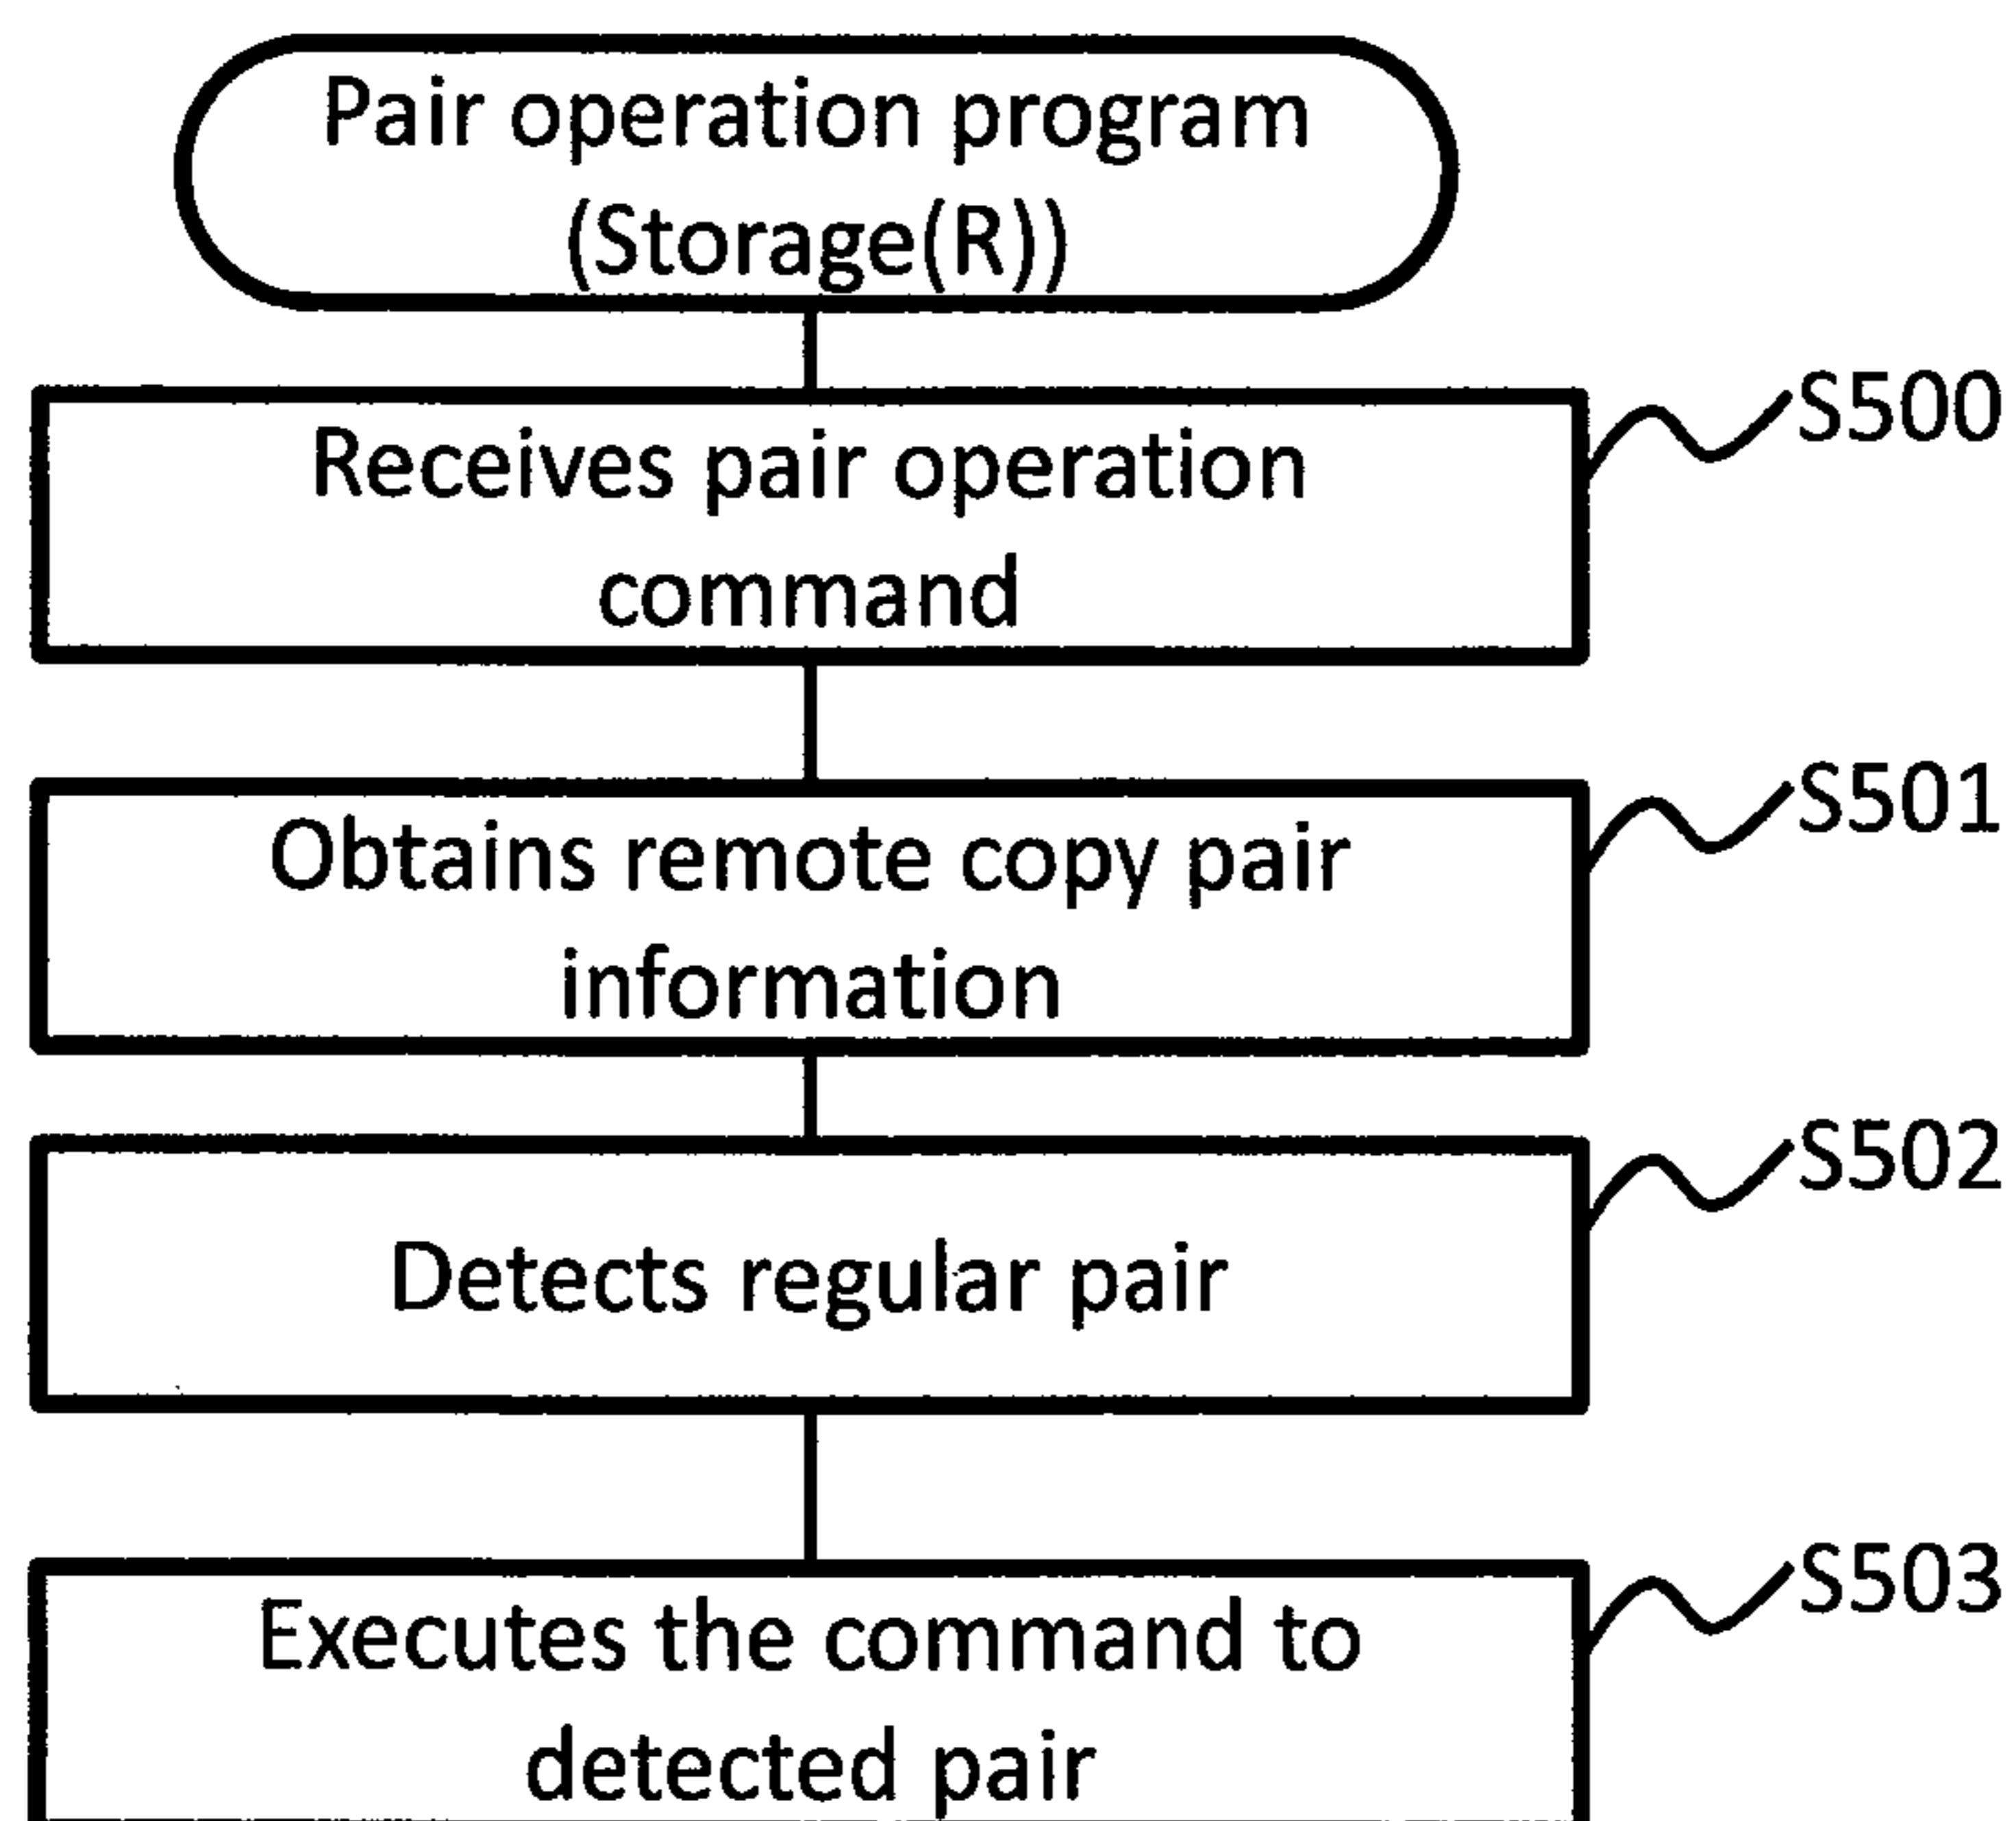 Pair operation program
(Storage(R))
S500
Receives pair operation
command
S501
Obtains remote copy pair
information
S502
Detects regular pair
S503
Executes the command to
detected pair